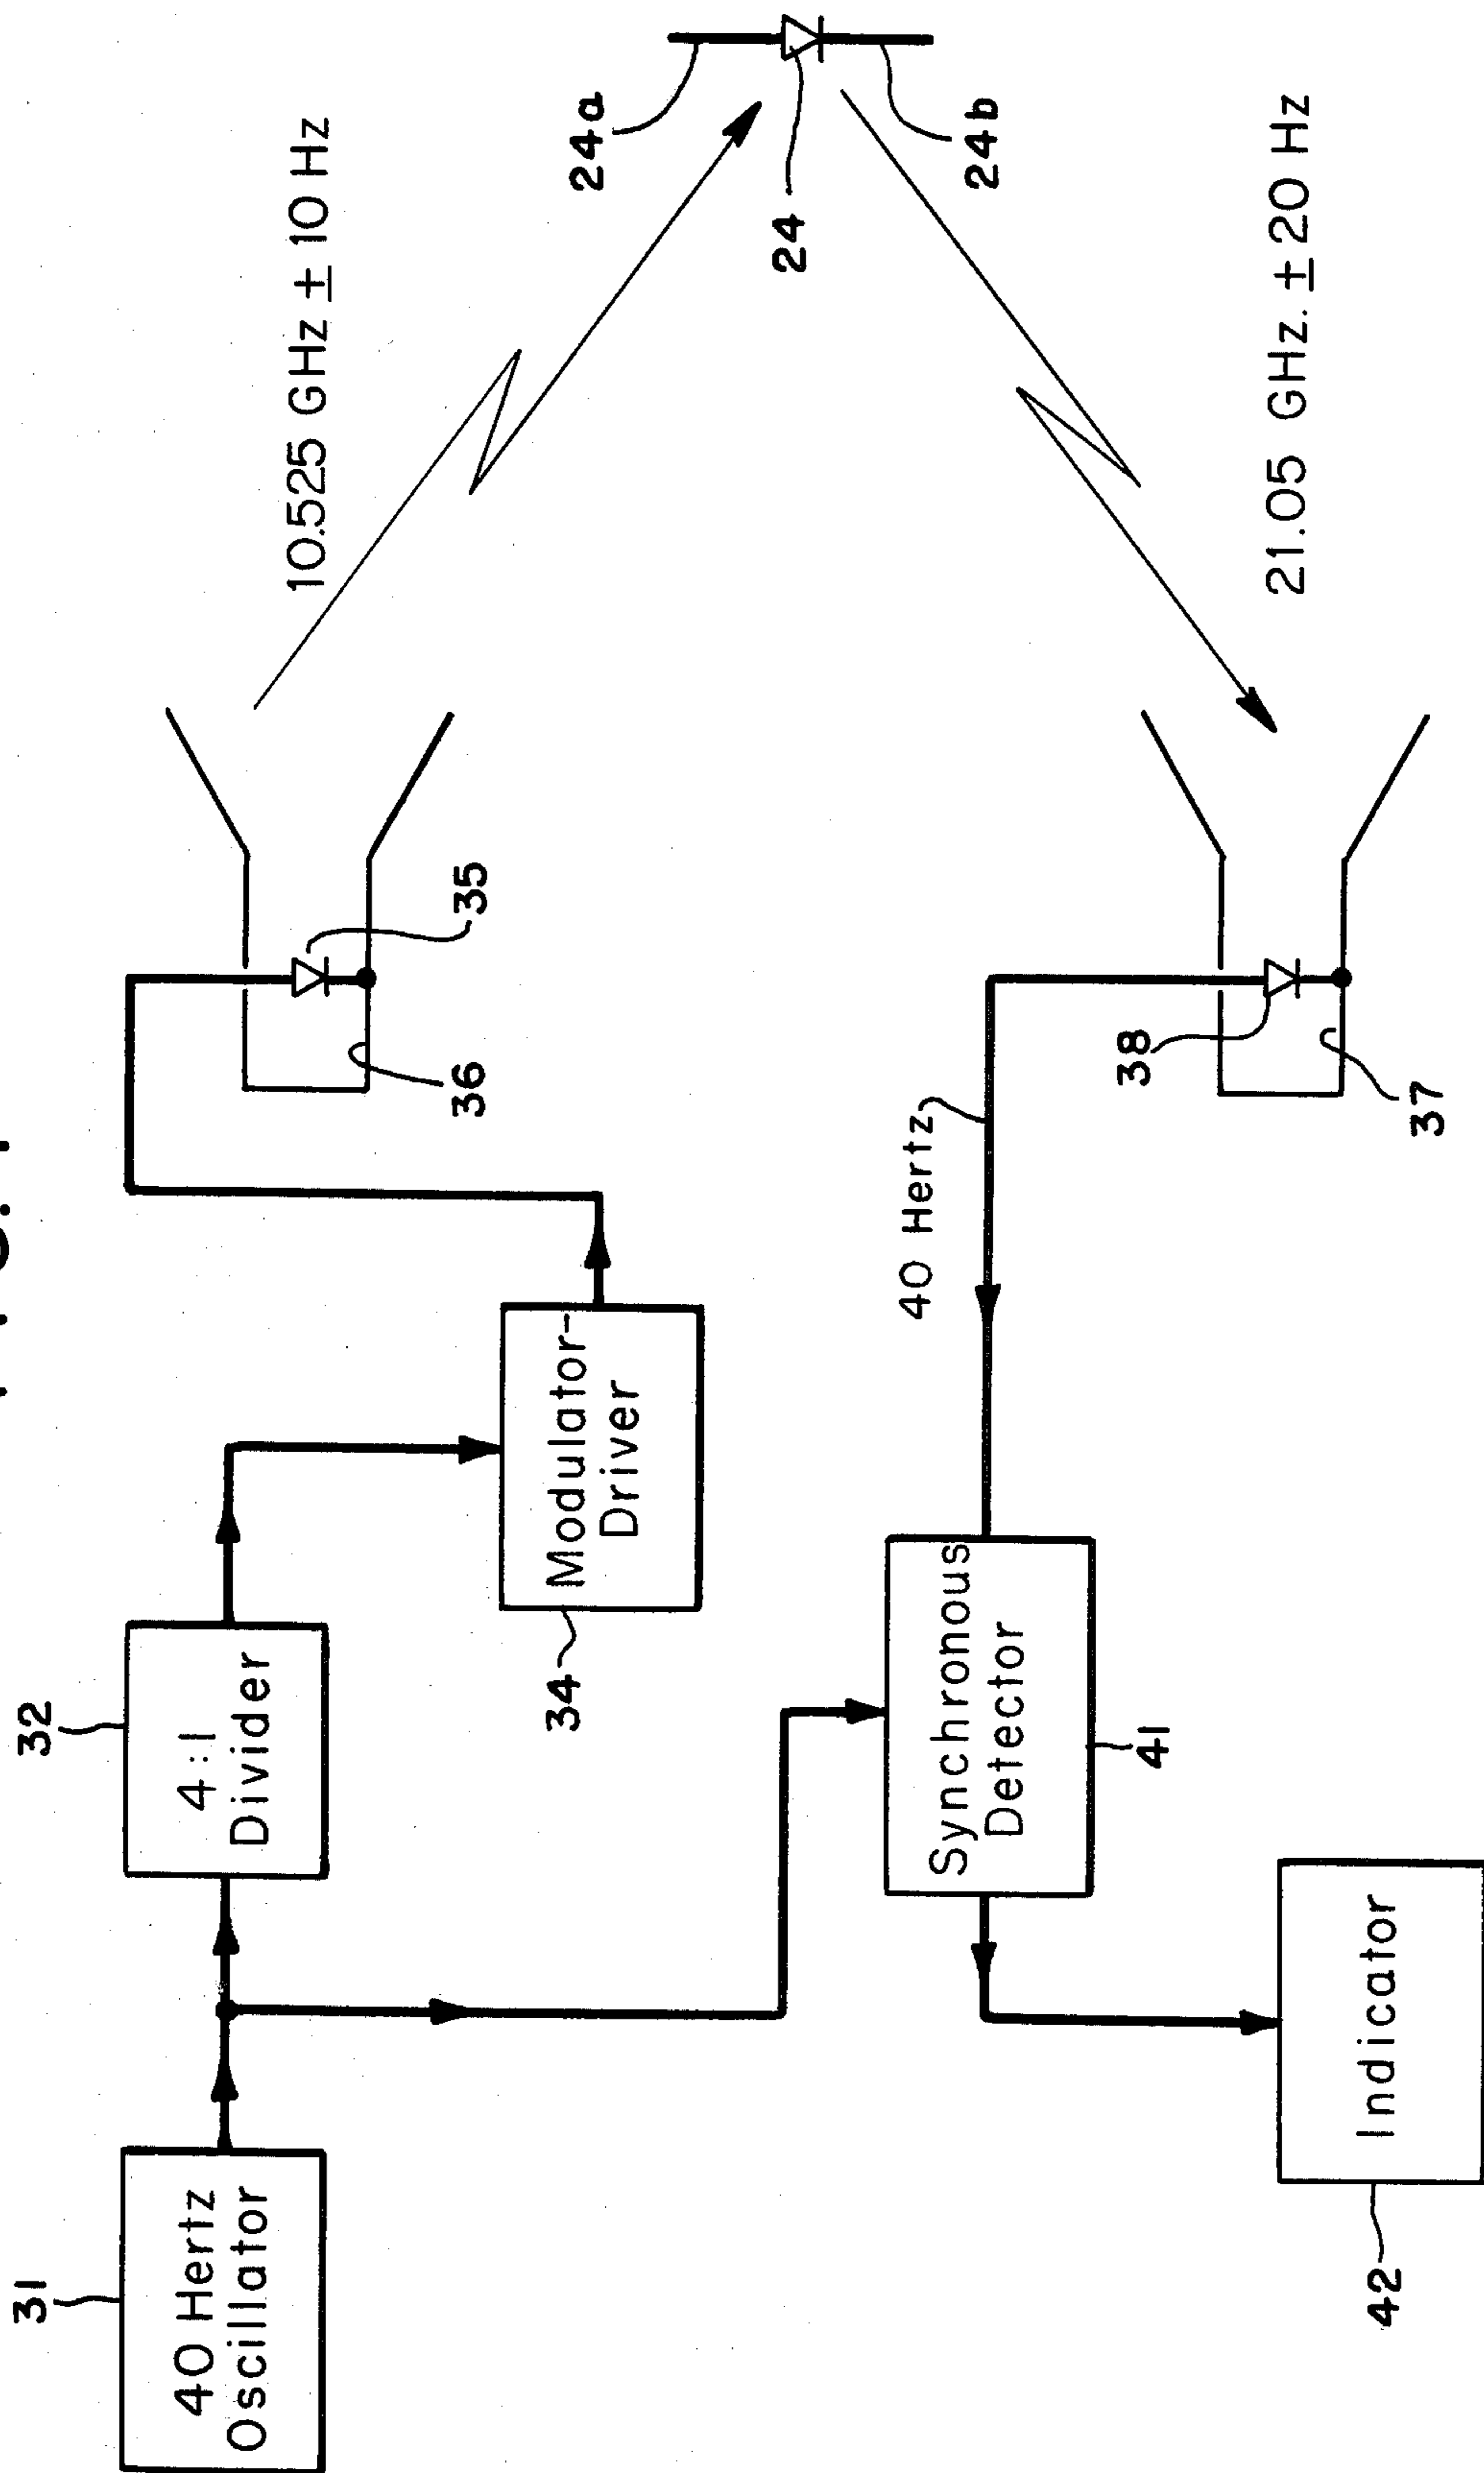 31
40 Hertz
Oscillator
32
4:1
Divider
34
Modulator-
Driver
36
35
10.525 GHz ± 10 Hz
24a
24
24b
40 Hertz
38
37
21.05 GHz. ± 20 Hz
Synchronous
Detector
41
Indicator
42